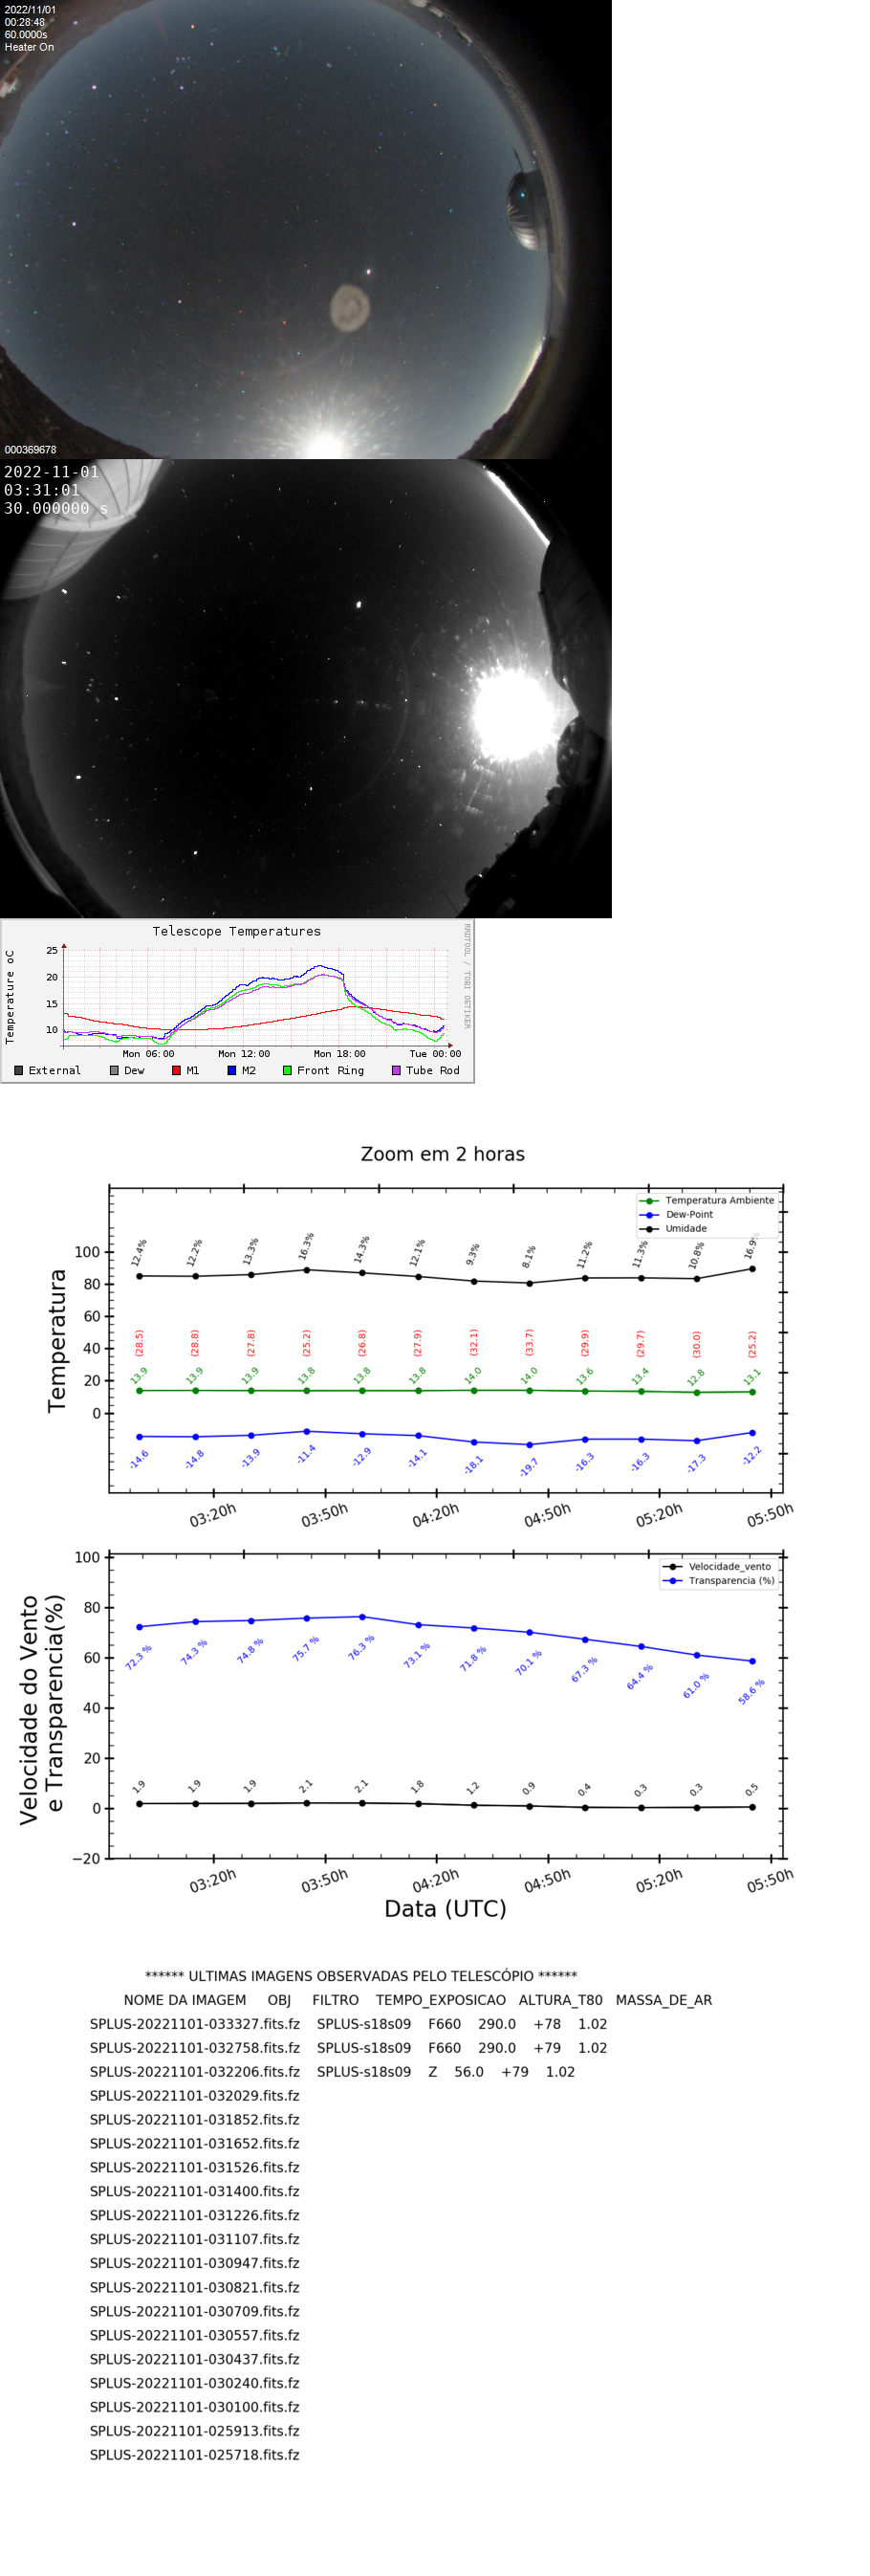 2022/11/01
00:28:48
60.0000s
Heater On
000369678
2022-11-01
03:31:01
30.000000 s
Telescope Temperatures
RRDTOOL / TOBI OETIKER
Temperature oC
25
20
15
10
Mon 06:00 Mon 12:00 Mon 18:00 Tue 00:00
External Dew M1 M2 Front Ring Tube Rod
Zoom em 2 horas
Temperatura Ambiente
Dew-Point
Umidade
Temperatura
100
80
60
40
20
0
12.4% 12.2% 13.3% 16.3% 14.3% 12.1% 9.3% 8.1% 11.2% 11.3% 10.8% 16.9%
(28.5) (28.8) (27.8) (25.2) (26.8) (27.9) (32.1) (33.7) (29.9) (29.7) (30.0) (25.2)
13.9 13.9 13.9 13.8 13.8 13.8 14.0 14.0 13.6 13.4 12.8 13.1
-14.6 -14.8 -13.9 -11.4 -12.9 -14.1 -18.1 -19.7 -16.3 -16.3 -17.3 -12.2
03:20h 03:50h 04:20h 04:50h 05:20h 05:50h
Velocidade_vento
Transparencia (%)
Velocidade do Vento
e Transparencia(%)
100
80
60
40
20
0
−20
72.3 % 74.3 % 74.8 % 75.7 % 76.3 % 73.1 % 71.8 % 70.1 % 67.3 % 64.4 % 61.0 % 58.6 %
1.9 1.9 1.9 2.1 2.1 1.8 1.2 0.9 0.4 0.3 0.3 0.5
03:20h 03:50h 04:20h 04:50h 05:20h 05:50h
Data (UTC)
****** ULTIMAS IMAGENS OBSERVADAS PELO TELESCÓPIO ******
NOME DA IMAGEM OBJ FILTRO TEMPO_EXPOSICAO ALTURA_T80 MASSA_DE_AR
SPLUS-20221101-033327.fits.fz SPLUS-s18s09 F660 290.0 +78 1.02
SPLUS-20221101-032758.fits.fz SPLUS-s18s09 F660 290.0 +79 1.02
SPLUS-20221101-032206.fits.fz SPLUS-s18s09 Z 56.0 +79 1.02
SPLUS-20221101-032029.fits.fz
SPLUS-20221101-031852.fits.fz
SPLUS-20221101-031652.fits.fz
SPLUS-20221101-031526.fits.fz
SPLUS-20221101-031400.fits.fz
SPLUS-20221101-031226.fits.fz
SPLUS-20221101-031107.fits.fz
SPLUS-20221101-030947.fits.fz
SPLUS-20221101-030821.fits.fz
SPLUS-20221101-030709.fits.fz
SPLUS-20221101-030557.fits.fz
SPLUS-20221101-030437.fits.fz
SPLUS-20221101-030240.fits.fz
SPLUS-20221101-030100.fits.fz
SPLUS-20221101-025913.fits.fz
SPLUS-20221101-025718.fits.fz